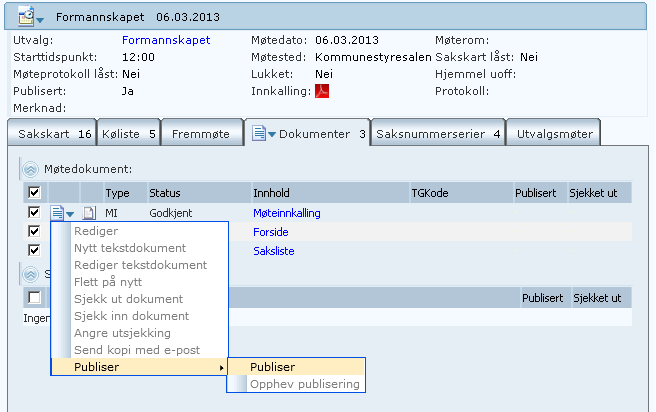 Formannskapet 06.03.2013
Utvalg: Formannskapet Møtedato: 06.03.2013 Møterom:
Starttidspunkt: 12:00 Møtested: Kommunestyresalen Sakskart låst: Nei
Møteprotokoll låst: Nei Lukket: Nei Hjemmel uoff:
Publisert: Ja Innkalling: Protokoll:
Merknad:
Sakskart 16 Køliste 5 Fremmøte Dokumenter 3 Saksnummerserier 4 Utvalgsmøter
Møtedokument:
Type Status Innhold TGKode Publisert Sjekket ut
MI Godkjent Møteinnkalling
Forside
Saksliste
Rediger
Nytt tekstdokument
Rediger tekstdokument
Flett på nytt
Sjekk ut dokument
Sjekk inn dokument
Angre utsjekking
Send kopi med e-post
Publiser
Publiser
Opphev publisering
S
Publisert Sjekket ut
Inger